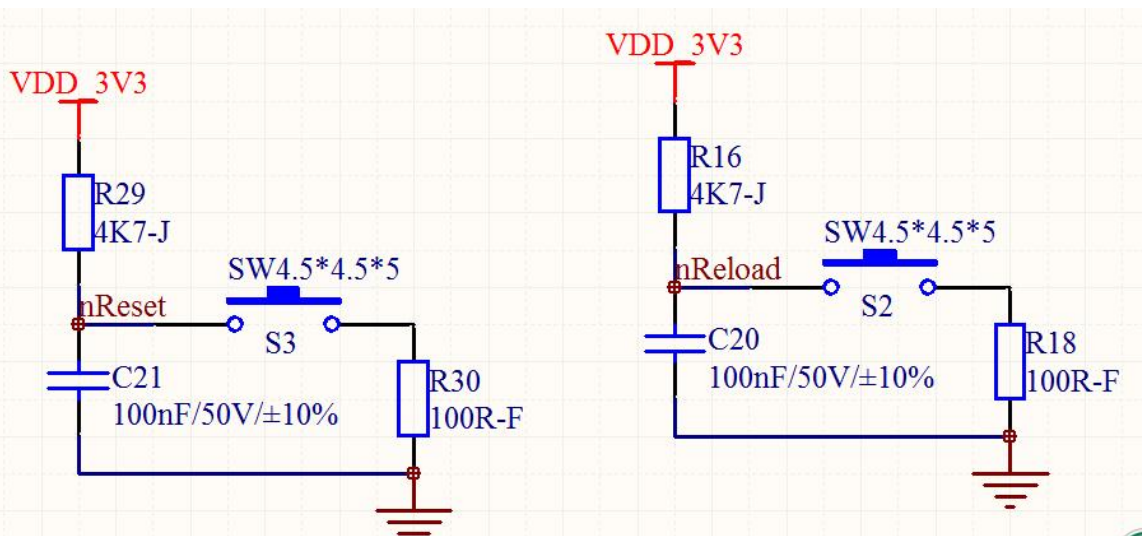 VDD_3V3
R29
4K7-J
nReset
SW4.5*4.5*5
S3
C21
100nF/50V/±10%
R30
100R-F
VDD_3V3
R16
4K7-J
nReload
SW4.5*4.5*5
S2
C20
100nF/50V/±10%
R18
100R-F